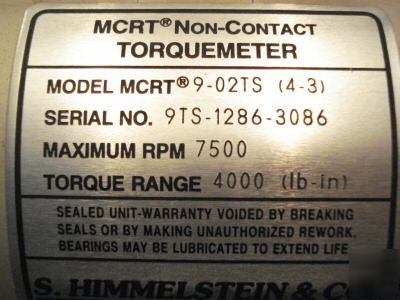 MCRT® NON-CONTACT
TORQUEMETER
MODEL MCRT® 9-02TS (4-3)
SERIAL NO. 9TS-1286-3086
MAXIMUM RPM 7500
TORQUE RANGE 4000 (lb-in)
SEALED UNIT-WARRANTY VOIDED BY BREAKING
SEALS OR BY MAKING UNAUTHORIZED REWORK.
BEARINGS MAY BE LUBRICATED TO EXTEND LIFE
S. HIMMELSTEIN & CO